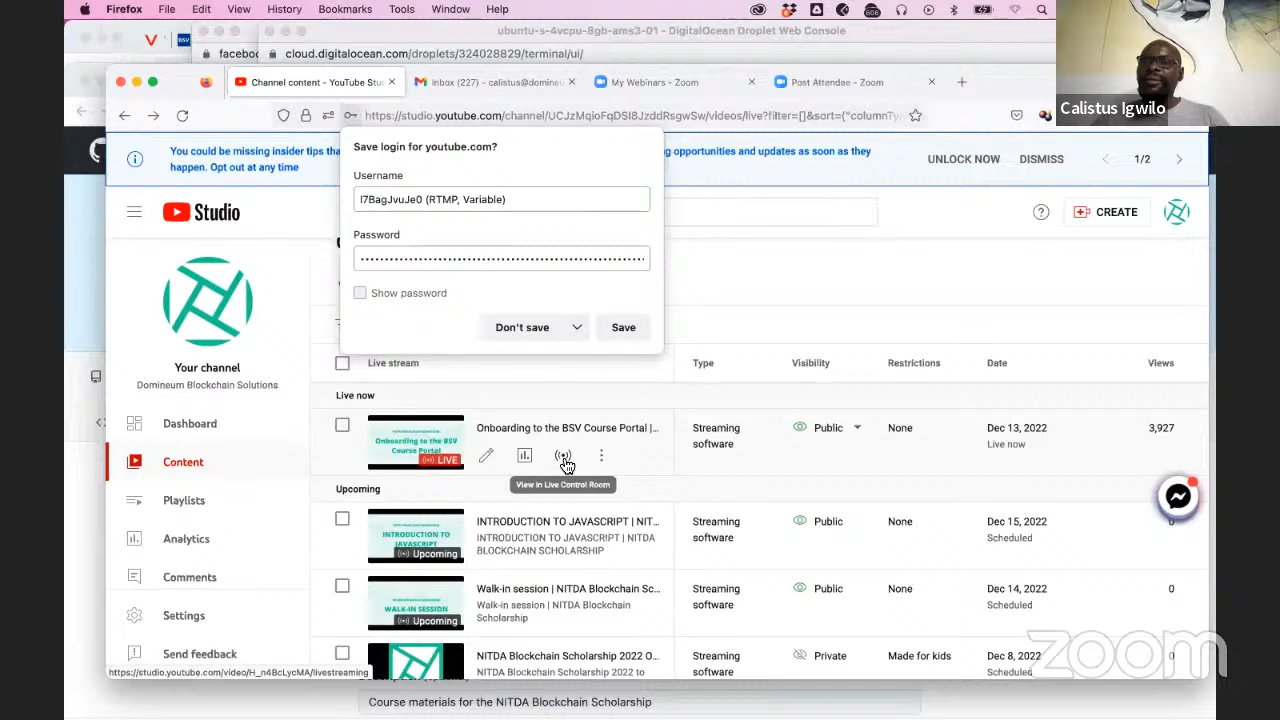 Firefox File Edit View History Bookmarks Tools Window Help
ubuntu-s-4vcpu-8gb-ams3-01 - DigitalOcean Droplet Web Console
BSV
faceboo
cloud.digitalocean.com/droplets/324028829/terminal/ui/
Channel content - YouTube Stu
Inbox (227) - calistus@domineu
My Webinars - Zoom
Post Attendee - Zoom
Calistus Igwilo
https://studio.youtube.com/channel/UCJzMqioFqDSI8JzddRsgwSw/videos/live?filter=[]&sort={"columnTy
You could be missing insider tips tha
ng opportunities and updates as soon as they
happen. Opt out at any time
UNLOCK NOW
DISMISS
1/2
Save login for youtube.com?
Username
I7BagJvuJe0 (RTMP, Variable)
Password
Show password
Don't save
Save
Studio
CREATE
Your channel
Domineum Blockchain Solutions
Dashboard
Content
Playlists
Analytics
Comments
Settings
Send feedback
Live stream
Type
Visibility
Restrictions
Date
Views
Live now
Onboarding to the BSV
Course Portal
LIVE
Onboarding to the BSV Course Portal |...
Streaming
software
Public
None
Dec 13, 2022
Live now
3,927
View in Live Control Room
Upcoming
INTRODUCTION TO
JAVASCRIPT
Upcoming
INTRODUCTION TO JAVASCRIPT | NIT...
INTRODUCTION TO JAVASCRIPT | NITDA
BLOCKCHAIN SCHOLARSHIP
Streaming
software
Public
None
Dec 15, 2022
Scheduled
0
WALK-IN SESSION
Upcoming
Walk-in session | NITDA Blockchain Sc...
Walk-in session | NITDA Blockchain
Scholarship
Streaming
software
Public
None
Dec 14, 2022
Scheduled
0
NITDA Blockchain Scholarship 2022 O...
NITDA Blockchain Scholarship 2022 to
Streaming
software
Private
Made for kids
Dec 8, 2022
Scheduled
0
zoom
https://studio.youtube.com/video/H_n4BcLycMA/livestreaming
Course materials for the NITDA Blockchain Scholarship